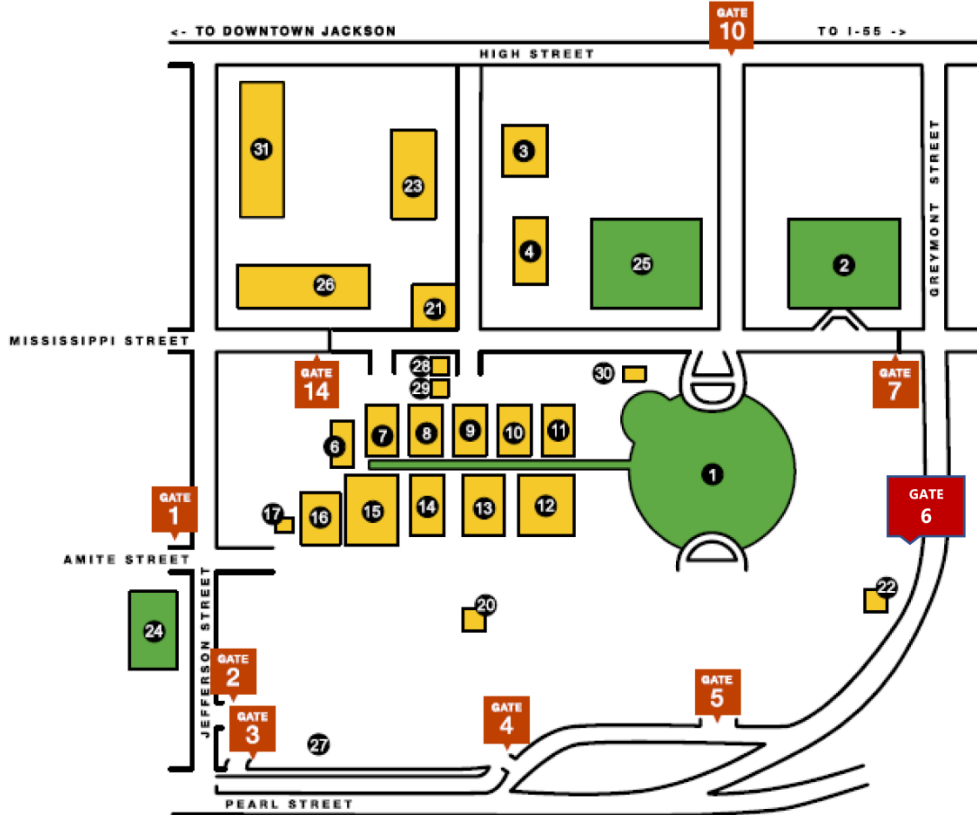 GATE
10
<- TO DOWNTOWN JACKSON
TO I-55 ->
HIGH STREET
31
23
3
4
25
2
GREYMONT STREET
26
21
MISSISSIPPI STREET
GATE
14
28
29
30
GATE
7
6
7
8
9
10
11
1
GATE
1
17
16
15
14
13
12
GATE
6
AMITE STREET
24
JEFFERSON STREET
20
22
GATE
2
GATE
3
27
GATE
4
GATE
5
PEARL STREET